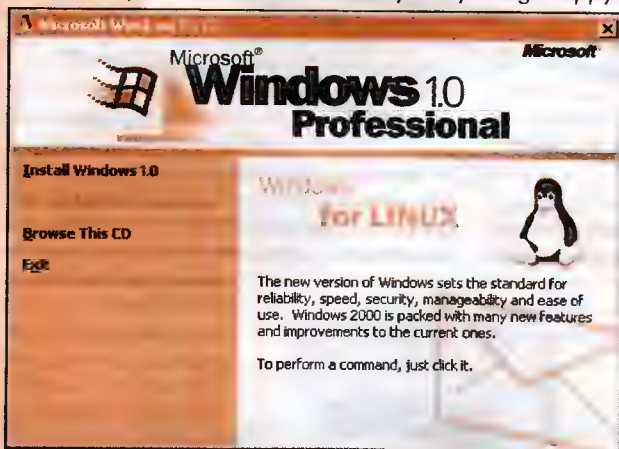 Microsoft
Microsoft®
Windows 1.0
Professional
Install Windows 1.0
Browse This CD
Exit
Windows
for LINUX
The new version of Windows sets the standard for
reliability, speed, security, manageability and ease of
use. Windows 2000 is packed with many new features
and improvements to the current ones.
To perform a command, just click it.